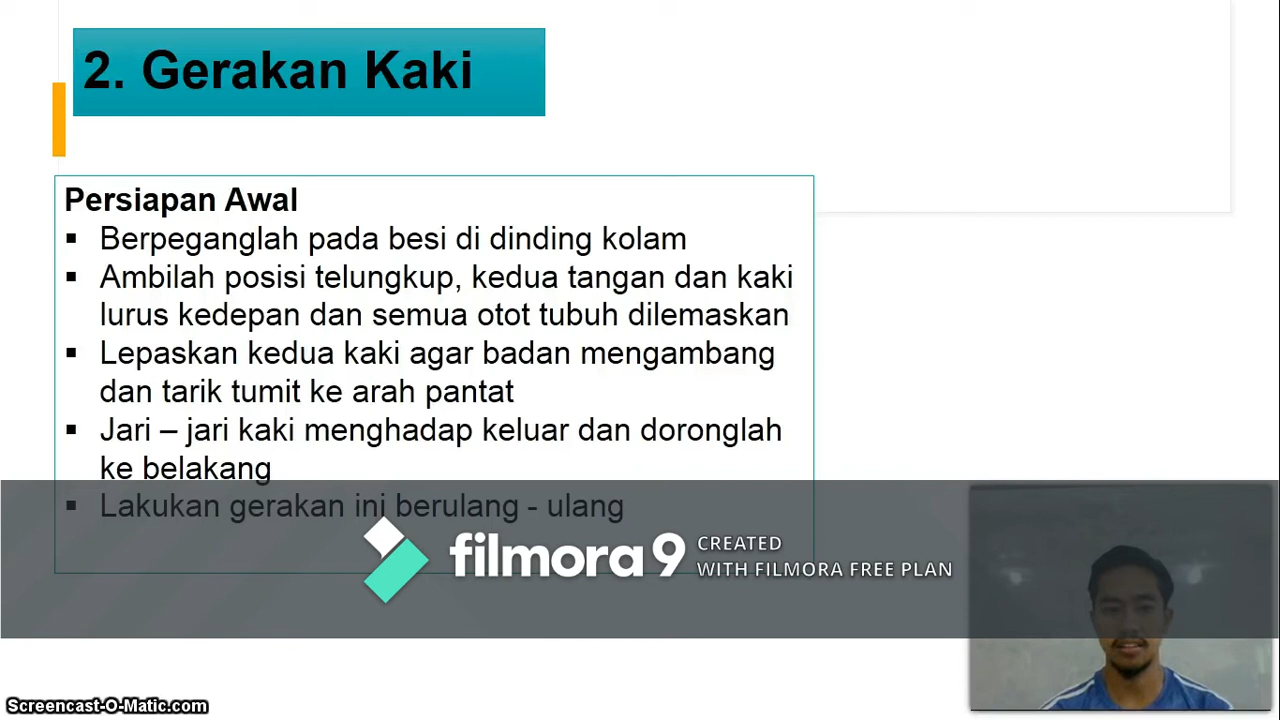 2. Gerakan Kaki
Persiapan Awal
▪ Berpeganglah pada besi di dinding kolam
▪ Ambilah posisi telungkup, kedua tangan dan kaki
lurus kedepan dan semua otot tubuh dilemaskan
▪ Lepaskan kedua kaki agar badan mengambang
dan tarik tumit ke arah pantat
▪ Jari – jari kaki menghadap keluar dan doronglah
ke belakang
▪ Lakukan gerakan ini berulang - ulang
filmora 9
CREATED
WITH FILMORA FREE PLAN
Screencast-O-Matic.com